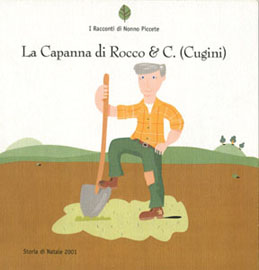 I Racconti di Nonno Piccete
La Capanna di Rocco & C. (Cugini)
Storia di Natale 2001